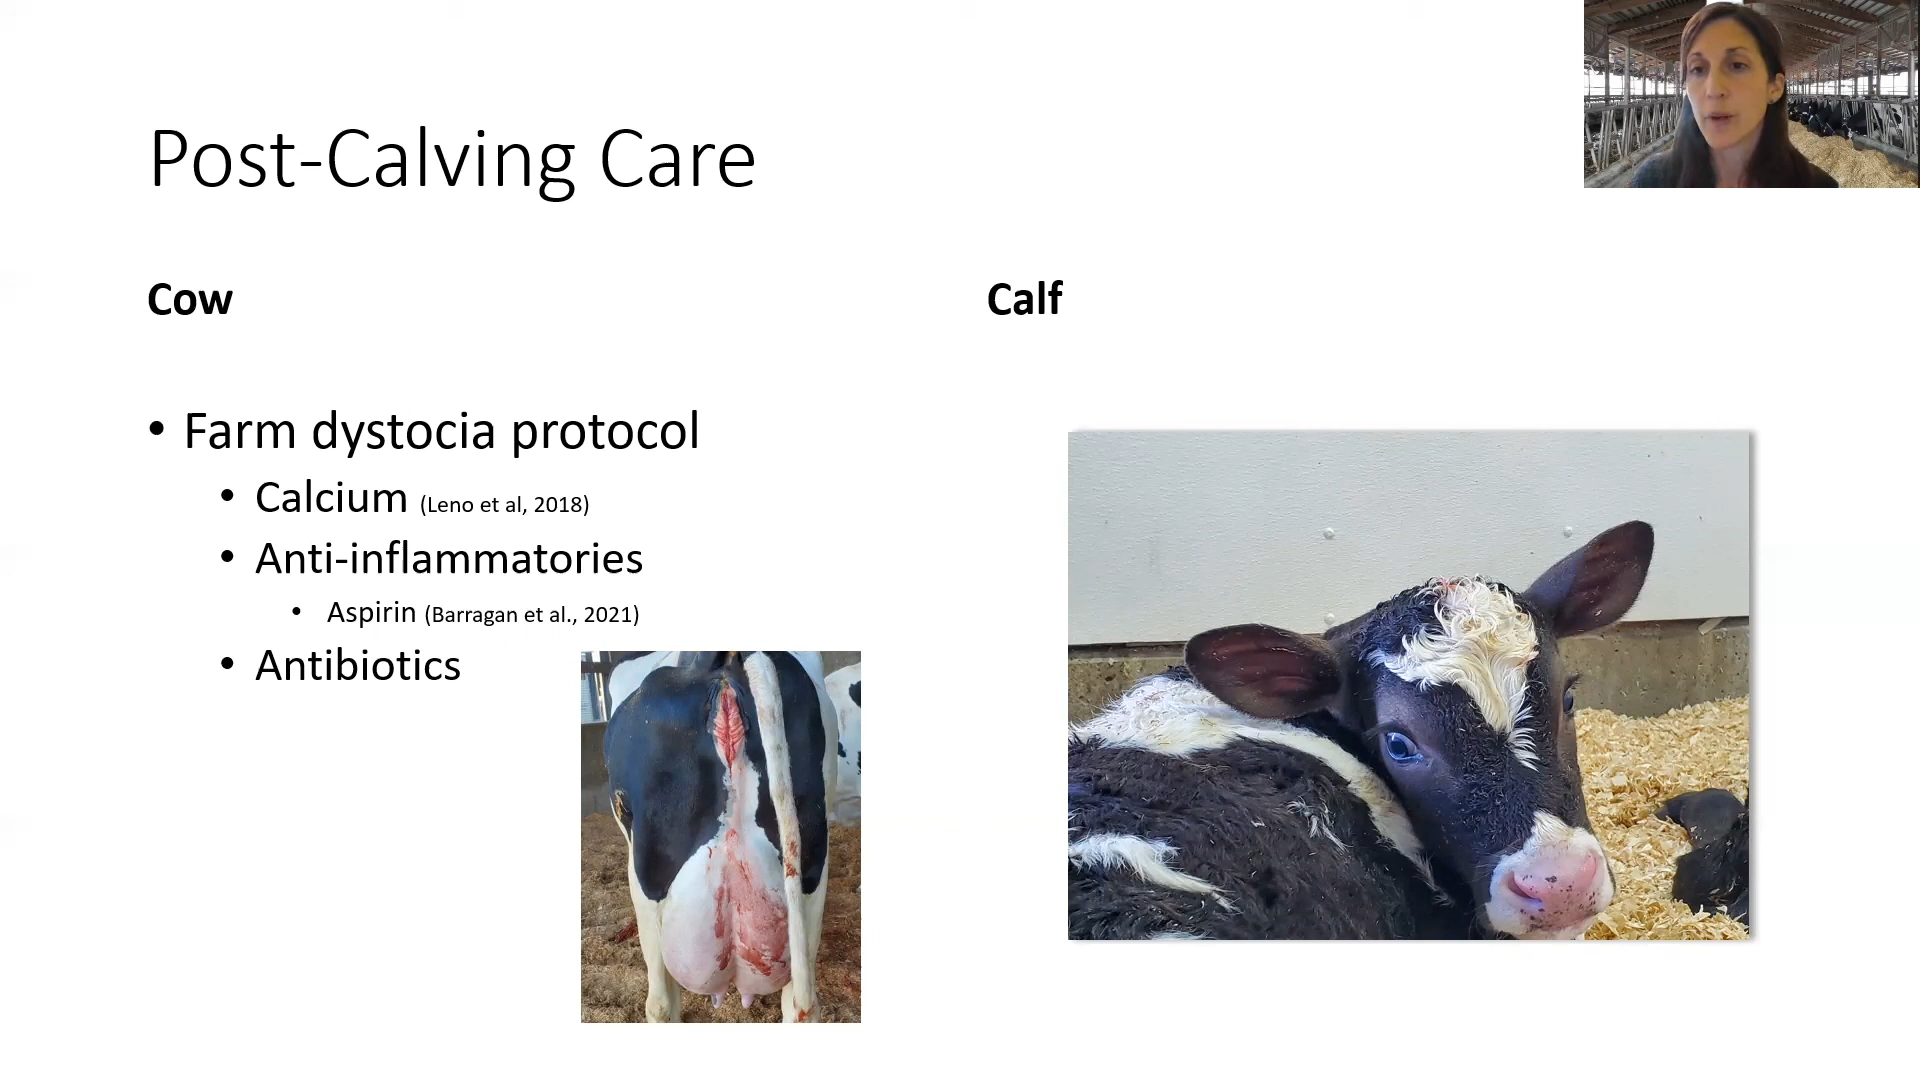 Post-Calving Care
Cow
• Farm dystocia protocol
• Calcium (Leno et al, 2018)
• Anti-inflammatories
• Aspirin (Barragan et al., 2021)
• Antibiotics
Calf